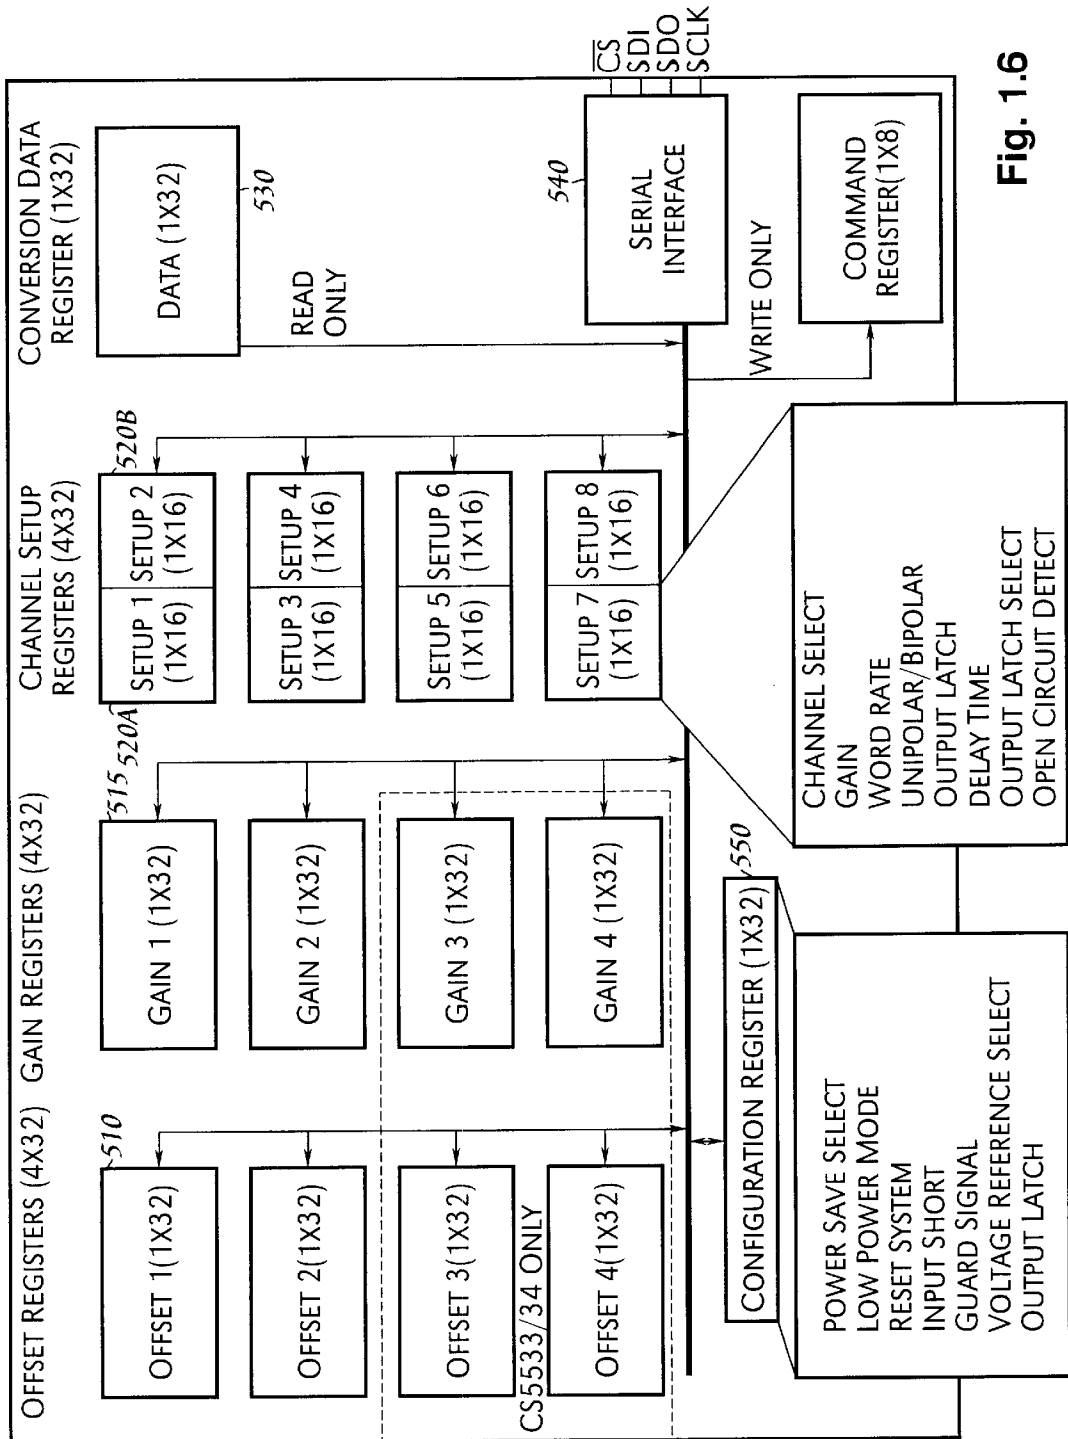 OFFSET REGISTERS (4X32)
510
OFFSET 1(1X32)
OFFSET 2(1X32)
OFFSET 3(1X32)
CS5533/34 ONLY
OFFSET 4(1X32)
GAIN REGISTERS (4X32)
515
GAIN 1 (1X32)
GAIN 2 (1X32)
GAIN 3 (1X32)
GAIN 4 (1X32)
CHANNEL SETUP
REGISTERS (4X32)
520A
520B
SETUP 1
(1X16)
SETUP 2
(1X16)
SETUP 3
(1X16)
SETUP 4
(1X16)
SETUP 5
(1X16)
SETUP 6
(1X16)
SETUP 7
(1X16)
SETUP 8
(1X16)
CONVERSION DATA
REGISTER (1X32)
DATA (1X32)
530
READ
ONLY
540
SERIAL
INTERFACE
CS
SDI
SDO
SCLK
WRITE ONLY
COMMAND
REGISTER(1X8)
CONFIGURATION REGISTER (1X32)
550
POWER SAVE SELECT
LOW POWER MODE
RESET SYSTEM
INPUT SHORT
GUARD SIGNAL
VOLTAGE REFERENCE SELECT
OUTPUT LATCH
CHANNEL SELECT
GAIN
WORD RATE
UNIPOLAR/BIPOLAR
OUTPUT LATCH
DELAY TIME
OUTPUT LATCH SELECT
OPEN CIRCUIT DETECT
Fig. 1.6